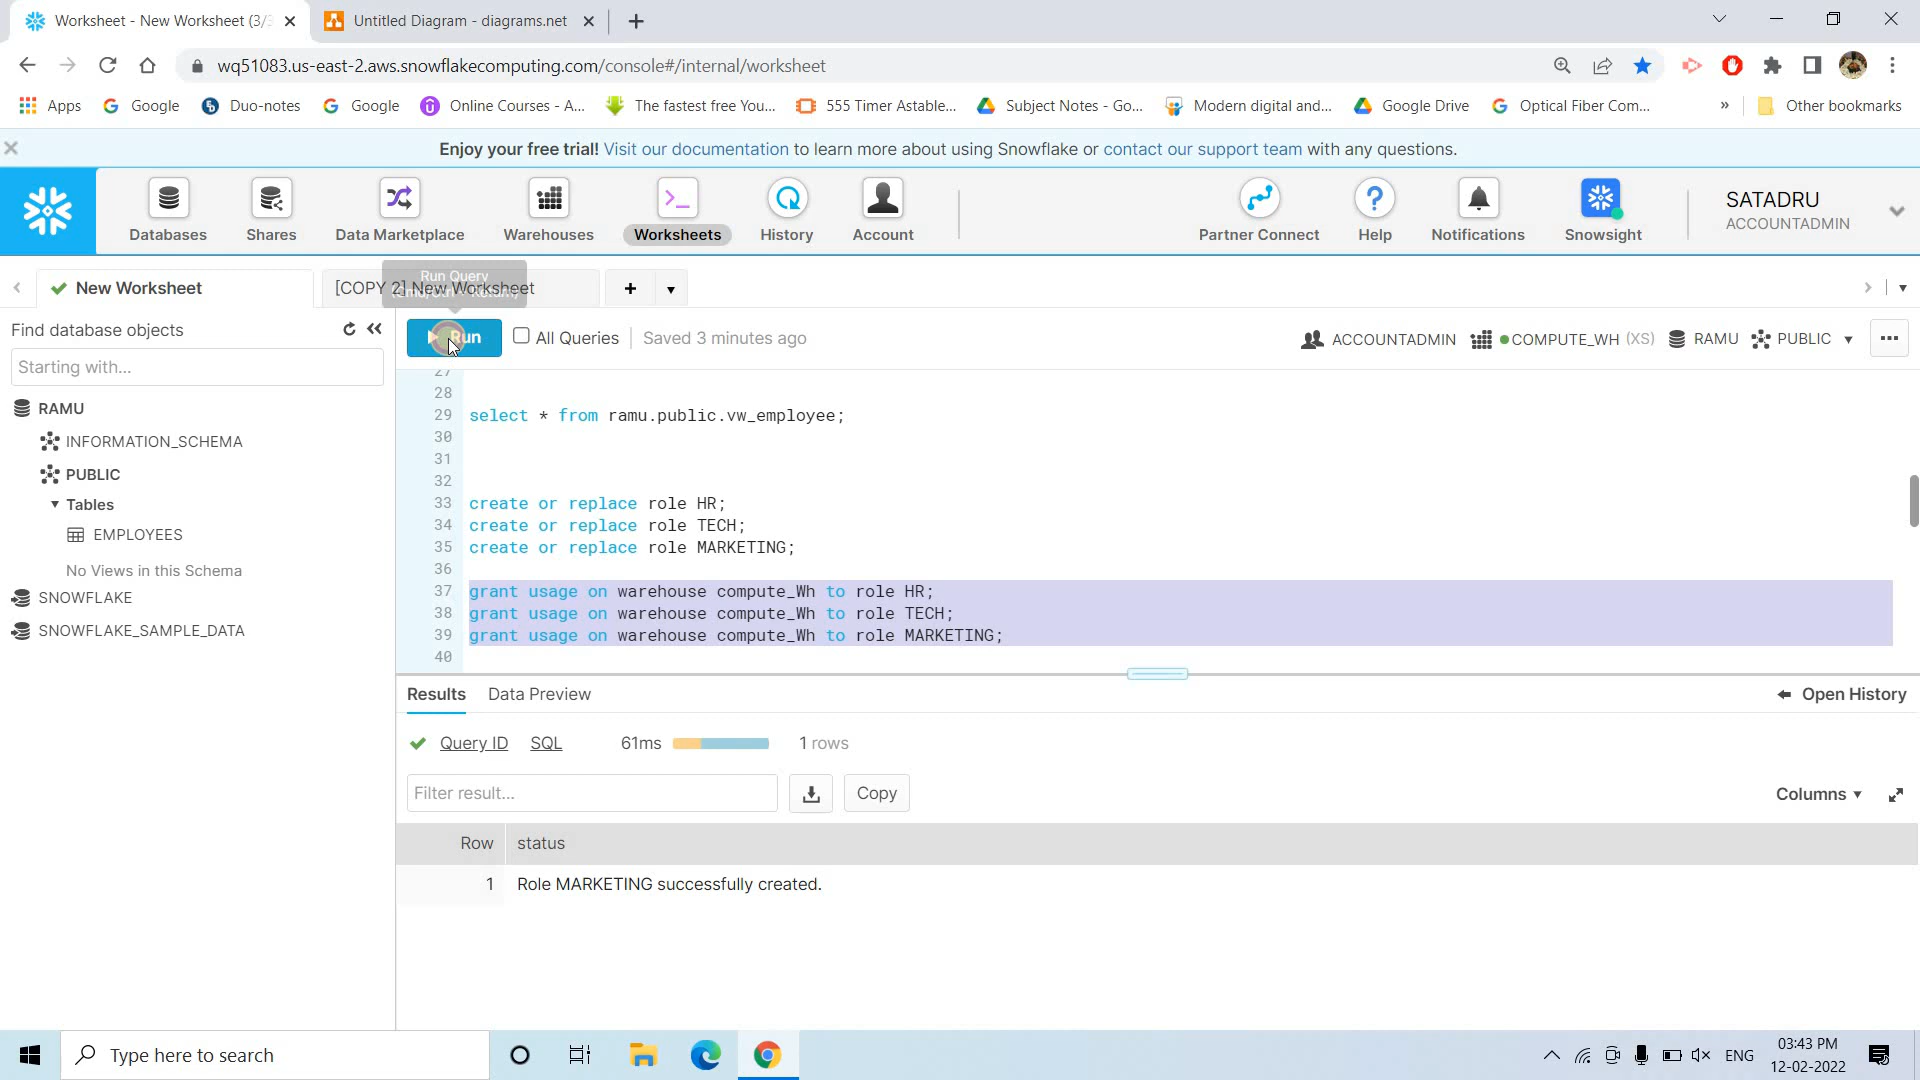 Worksheet - New Worksheet (3/3
Untitled Diagram - diagrams.net
wq51083.us-east-2.aws.snowflakecomputing.com/console#/internal/worksheet
Apps
Google
Duo-notes
Google
Online Courses - A...
The fastest free You...
555 Timer Astable...
Subject Notes - Go...
Modern digital and...
Google Drive
Optical Fiber Com...
»
Other bookmarks
Enjoy your free trial! Visit our documentation to learn more about using Snowflake or contact our support team with any questions.
Databases
Shares
Data Marketplace
Warehouses
Worksheets
History
Account
Partner Connect
Help
Notifications
Snowsight
SATADRU
ACCOUNTADMIN
New Worksheet
[COPY 2] New Worksheet
Run Query
Find database objects
Starting with...
RAMU
INFORMATION_SCHEMA
PUBLIC
Tables
EMPLOYEES
No Views in this Schema
SNOWFLAKE
SNOWFLAKE_SAMPLE_DATA
Run
All Queries
Saved 3 minutes ago
ACCOUNTADMIN
COMPUTE_WH (XS)
RAMU
PUBLIC
27
28
29 select * from ramu.public.vw_employee;
30
31
32
33 create or replace role HR;
34 create or replace role TECH;
35 create or replace role MARKETING;
36
37 grant usage on warehouse compute_Wh to role HR;
38 grant usage on warehouse compute_Wh to role TECH;
39 grant usage on warehouse compute_Wh to role MARKETING;
40
Results
Data Preview
Open History
Query ID
SQL
61ms
1 rows
Filter result...
Copy
Columns
Row status
1 Role MARKETING successfully created.
Type here to search
ENG
03:43 PM
12-02-2022